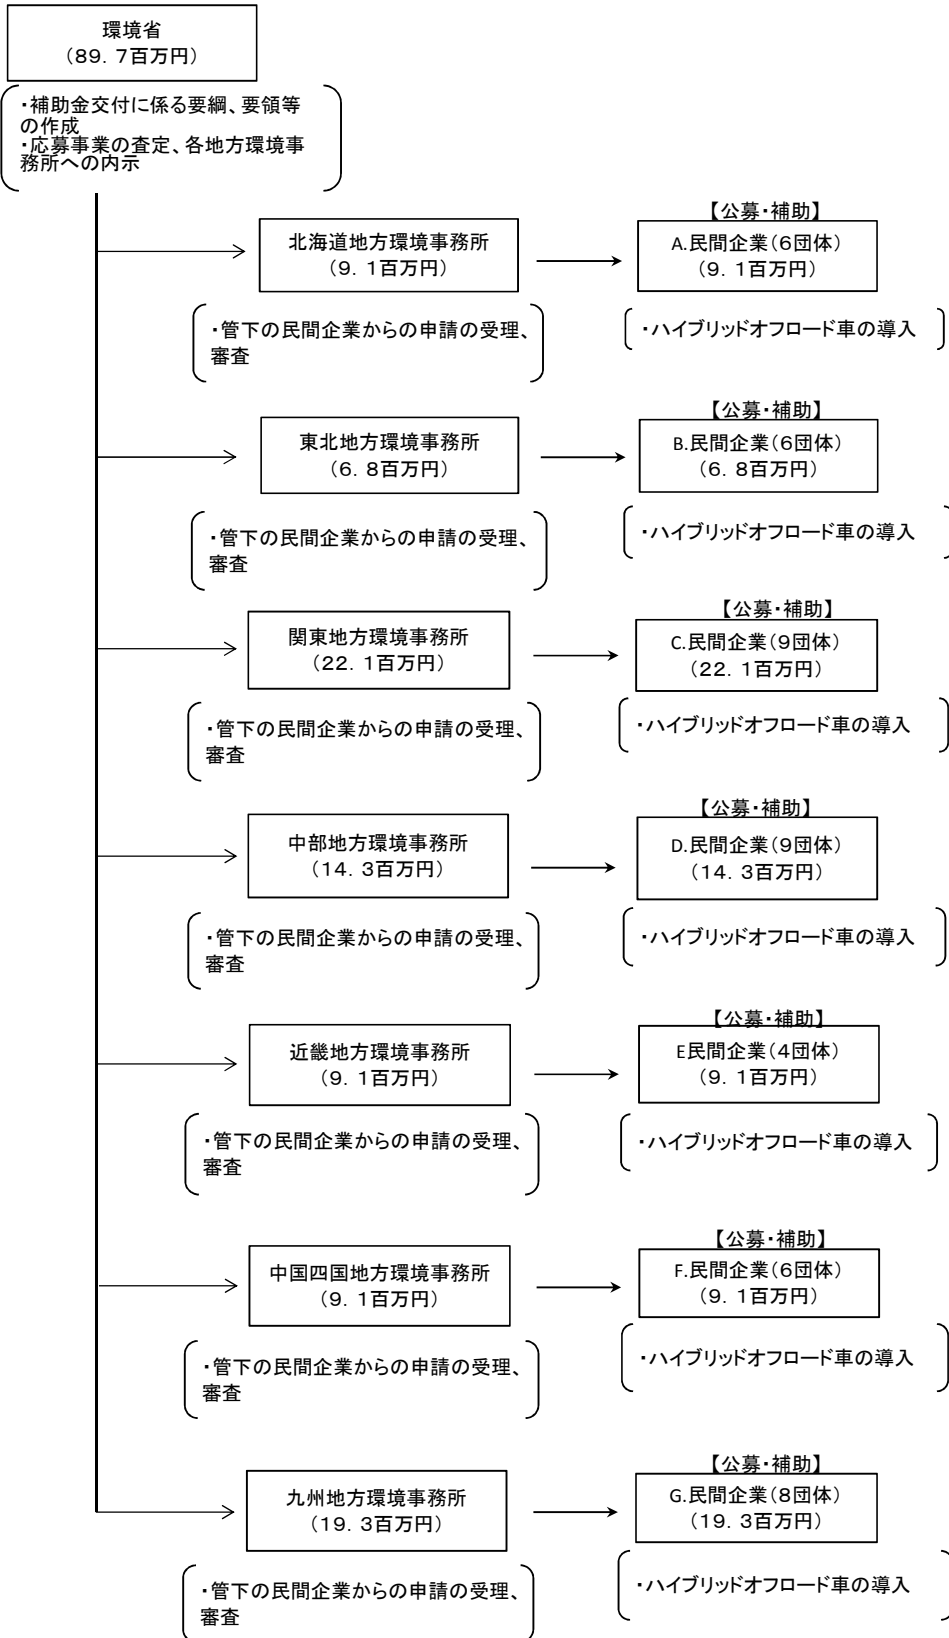 環境省
(89．7百万円)
・補助金交付に係る要綱、要領等
の作成
・応募事業の査定、各地方環境事
務所への内示
北海道地方環境事務所
(9．1百万円)
・管下の民間企業からの申請の受理、
審査
【公募・補助】
A.民間企業(6団体)
(9．1百万円)
・ハイブリッドオフロード車の導入
東北地方環境事務所
(6．8百万円)
・管下の民間企業からの申請の受理、
審査
【公募・補助】
B.民間企業(6団体)
(6．8百万円)
・ハイブリッドオフロード車の導入
関東地方環境事務所
(22．1百万円)
・管下の民間企業からの申請の受理、
審査
【公募・補助】
C.民間企業(9団体)
(22．1百万円)
・ハイブリッドオフロード車の導入
中部地方環境事務所
(14．3百万円)
・管下の民間企業からの申請の受理、
審査
【公募・補助】
D.民間企業(9団体)
(14．3百万円)
・ハイブリッドオフロード車の導入
近畿地方環境事務所
(9．1百万円)
・管下の民間企業からの申請の受理、
審査
【公募・補助】
E民間企業(4団体)
(9．1百万円)
・ハイブリッドオフロード車の導入
中国四国地方環境事務所
(9．1百万円)
・管下の民間企業からの申請の受理、
審査
【公募・補助】
F.民間企業(6団体)
(9．1百万円)
・ハイブリッドオフロード車の導入
九州地方環境事務所
(19．3百万円)
・管下の民間企業からの申請の受理、
審査
【公募・補助】
G.民間企業(8団体)
(19．3百万円)
・ハイブリッドオフロード車の導入